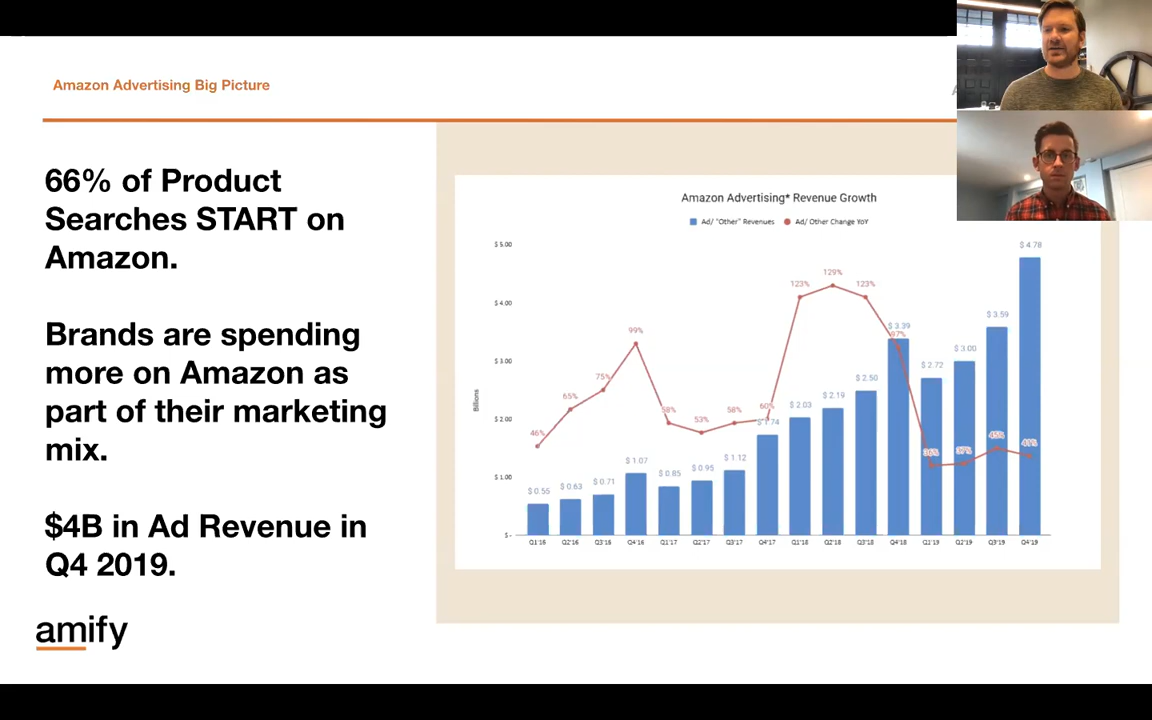 Amazon Advertising Big Picture
66% of Product
Searches START on
Amazon.
Brands are spending
more on Amazon as
part of their marketing
mix.
$4B in Ad Revenue in
Q4 2019.
amify
Amazon Advertising* Revenue Growth
Ad/ "Other" Revenues Ad/ Other Change YoY
Billions
$ 5.00
$ 4.00
$ 3.00
$ 2.00
$ 1.00
$ -
46% 65% 75% 99% 58% 53% 58% 60% 123% 129% 123% 97% 36% 37% 45% 41%
$ 0.55 $ 0.63 $ 0.71 $ 1.07 $ 0.85 $ 0.95 $ 1.12 $ 1.74 $ 2.03 $ 2.19 $ 2.50 $ 3.39 $ 2.72 $ 3.00 $ 3.59 $ 4.78
Q1'16 Q2'16 Q3'16 Q4'16 Q1'17 Q2'17 Q3'17 Q4'17 Q1'18 Q2'18 Q3'18 Q4'18 Q1'19 Q2'19 Q3'19 Q4'19